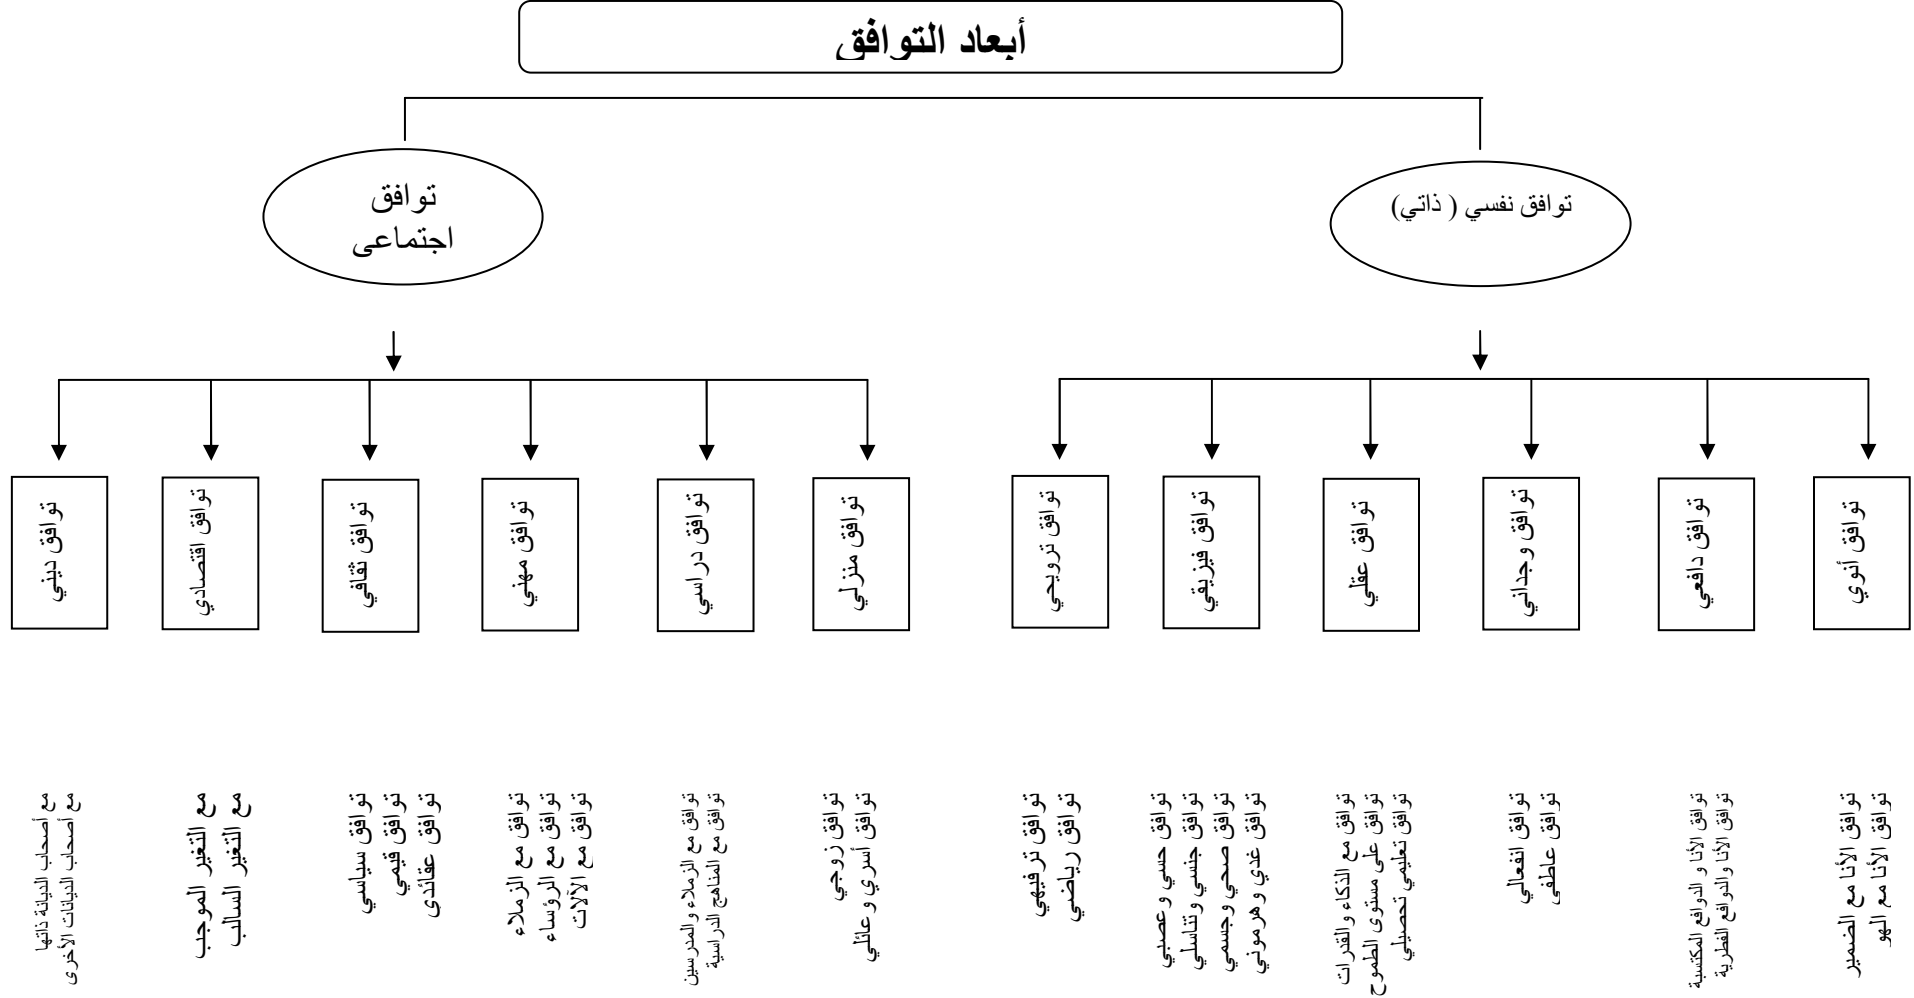 أبعاد التوافق
توافق نفسي ( ذاتي)
توافق
اجتماعى
توافق أنوي
توافق دافعي
توافق وجداني
توافق عقلي
توافق فيزيقي
توافق ترويحي
توافق منزلي
توافق دراسي
توافق مهني
توافق ثقافي
توافق اقتصادي
توافق ديني
توافق الأنا مع الضمير
توافق الأنا مع الهو
توافق الأنا و الدوافع المكتسبة
توافق الأنا والدوافع الفطرية
توافق انفعالي
توافق عاطفى
توافق مع الذكاء والقدرات
توافق على مستوى الطموح
توافق تعليمي تحصيلي
توافق حسي وعصبي
توافق جنسي وتناسلي
توافق صحي وجسمي
توافق غدي وهرموني
توافق ترفيهي
توافق رياضي
توافق زوجي
توافق أسري وعائلي
توافق مع الزملاء والمدرسين
توافق مع المناهج الدراسية
توافق مع الزملاء
توافق مع الرؤساء
توافق مع الآلات
توافق سياسي
توافق قيمي
توافق عقائدى
مع التغير الموجب
مع التغير السالب
مع أصحاب الديانة ذاتها
مع أصحاب الديانات الأخرى